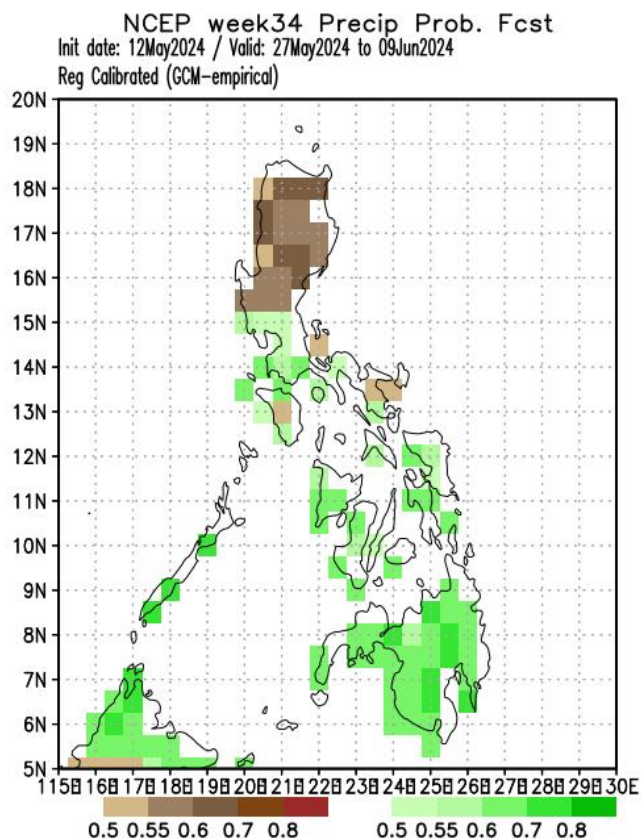 NCEP week34 Precip Prob. Fcst
Init date: 12May2024 / Valid: 27May2024 to 09Jun2024
Reg Calibrated (GCM-empirical)
20N
19N
18N
17N
16N
15N
14N
13N
12N
11N
10N
9N
8N
7N
6N
5N
115E 116E 117E 118E 119E 120E 121E 122E 123E 124E 125E 126E 127E 128E 129E 130E
0.5 0.55 0.6 0.7 0.8 0.5 0.55 0.6 0.7 0.8